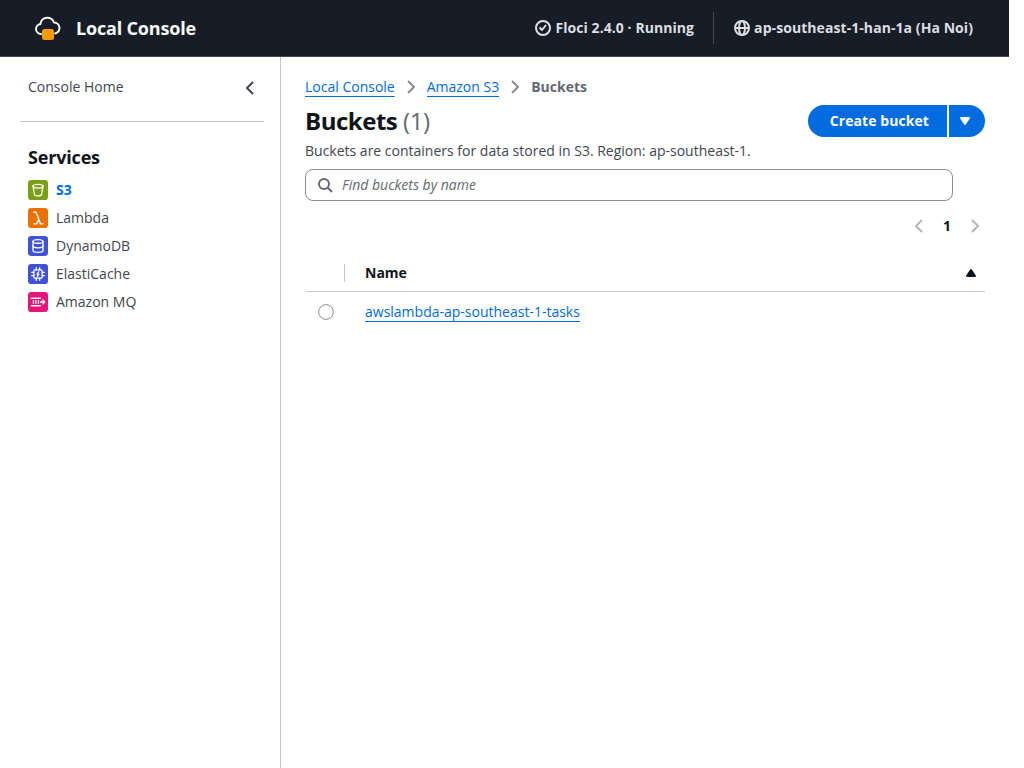 Local Console
Floci 2.4.0 · Running
ap-southeast-1-han-1a (Ha Noi)
Console Home
Services
S3
Lambda
DynamoDB
ElastiCache
Amazon MQ
Local Console > Amazon S3 > Buckets
Buckets (1)
Create bucket
Buckets are containers for data stored in S3. Region: ap-southeast-1.
Find buckets by name
1
Name
awslambda-ap-southeast-1-tasks